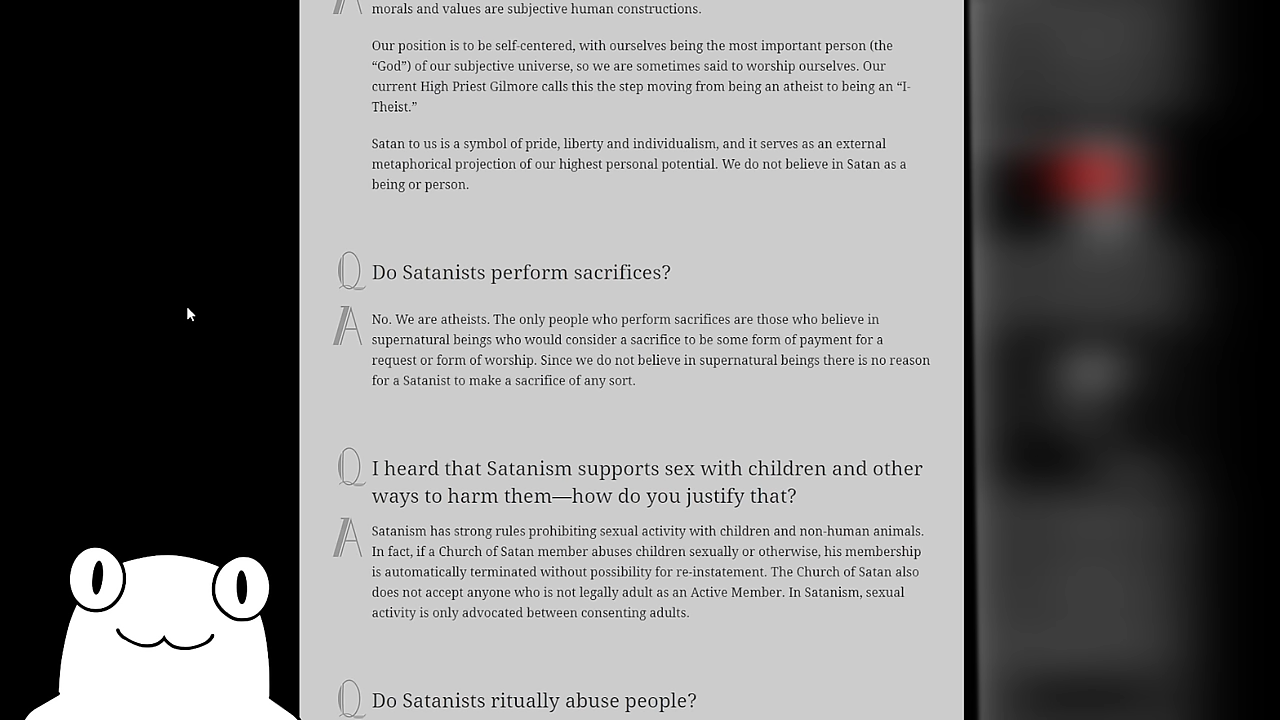 A morals and values are subjective human constructions.
Our position is to be self-centered, with ourselves being the most important person (the
“God”) of our subjective universe, so we are sometimes said to worship ourselves. Our
current High Priest Gilmore calls this the step moving from being an atheist to being an “I-
Theist.”
Satan to us is a symbol of pride, liberty and individualism, and it serves as an external
metaphorical projection of our highest personal potential. We do not believe in Satan as a
being or person.
Q Do Satanists perform sacrifices?
A No. We are atheists. The only people who perform sacrifices are those who believe in
supernatural beings who would consider a sacrifice to be some form of payment for a
request or form of worship. Since we do not believe in supernatural beings there is no reason
for a Satanist to make a sacrifice of any sort.
Q I heard that Satanism supports sex with children and other
ways to harm them—how do you justify that?
A Satanism has strong rules prohibiting sexual activity with children and non-human animals.
In fact, if a Church of Satan member abuses children sexually or otherwise, his membership
is automatically terminated without possibility for re-instatement. The Church of Satan also
does not accept anyone who is not legally adult as an Active Member. In Satanism, sexual
activity is only advocated between consenting adults.
Q Do Satanists ritually abuse people?